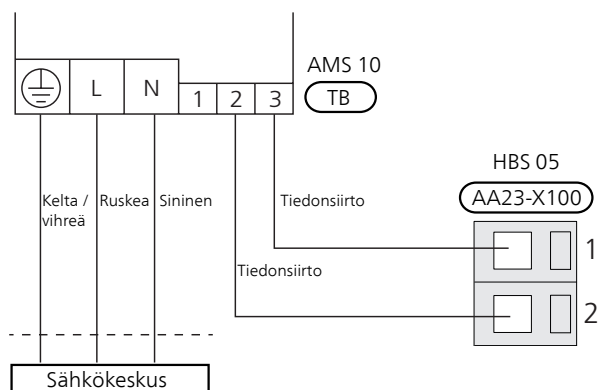 AMS 10
TB
L N 1 2 3
HBS 05
AA23-X100
Kelta /
vihreä
Ruskea
Sininen
Tiedonsiirto
1
Tiedonsiirto
2
Sähkökeskus